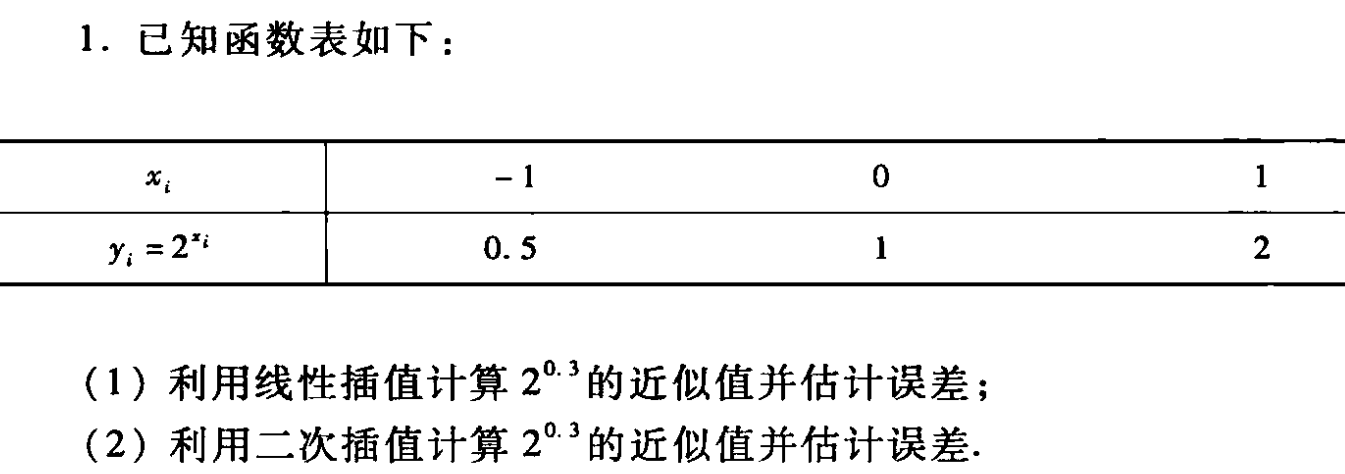 1. 已知函数表如下：
x_i -1 0 1
y_i = 2^{x_i} 0.5 1 2
(1) 利用线性插值计算 2^{0.3} 的近似值并估计误差；
(2) 利用二次插值计算 2^{0.3} 的近似值并估计误差.